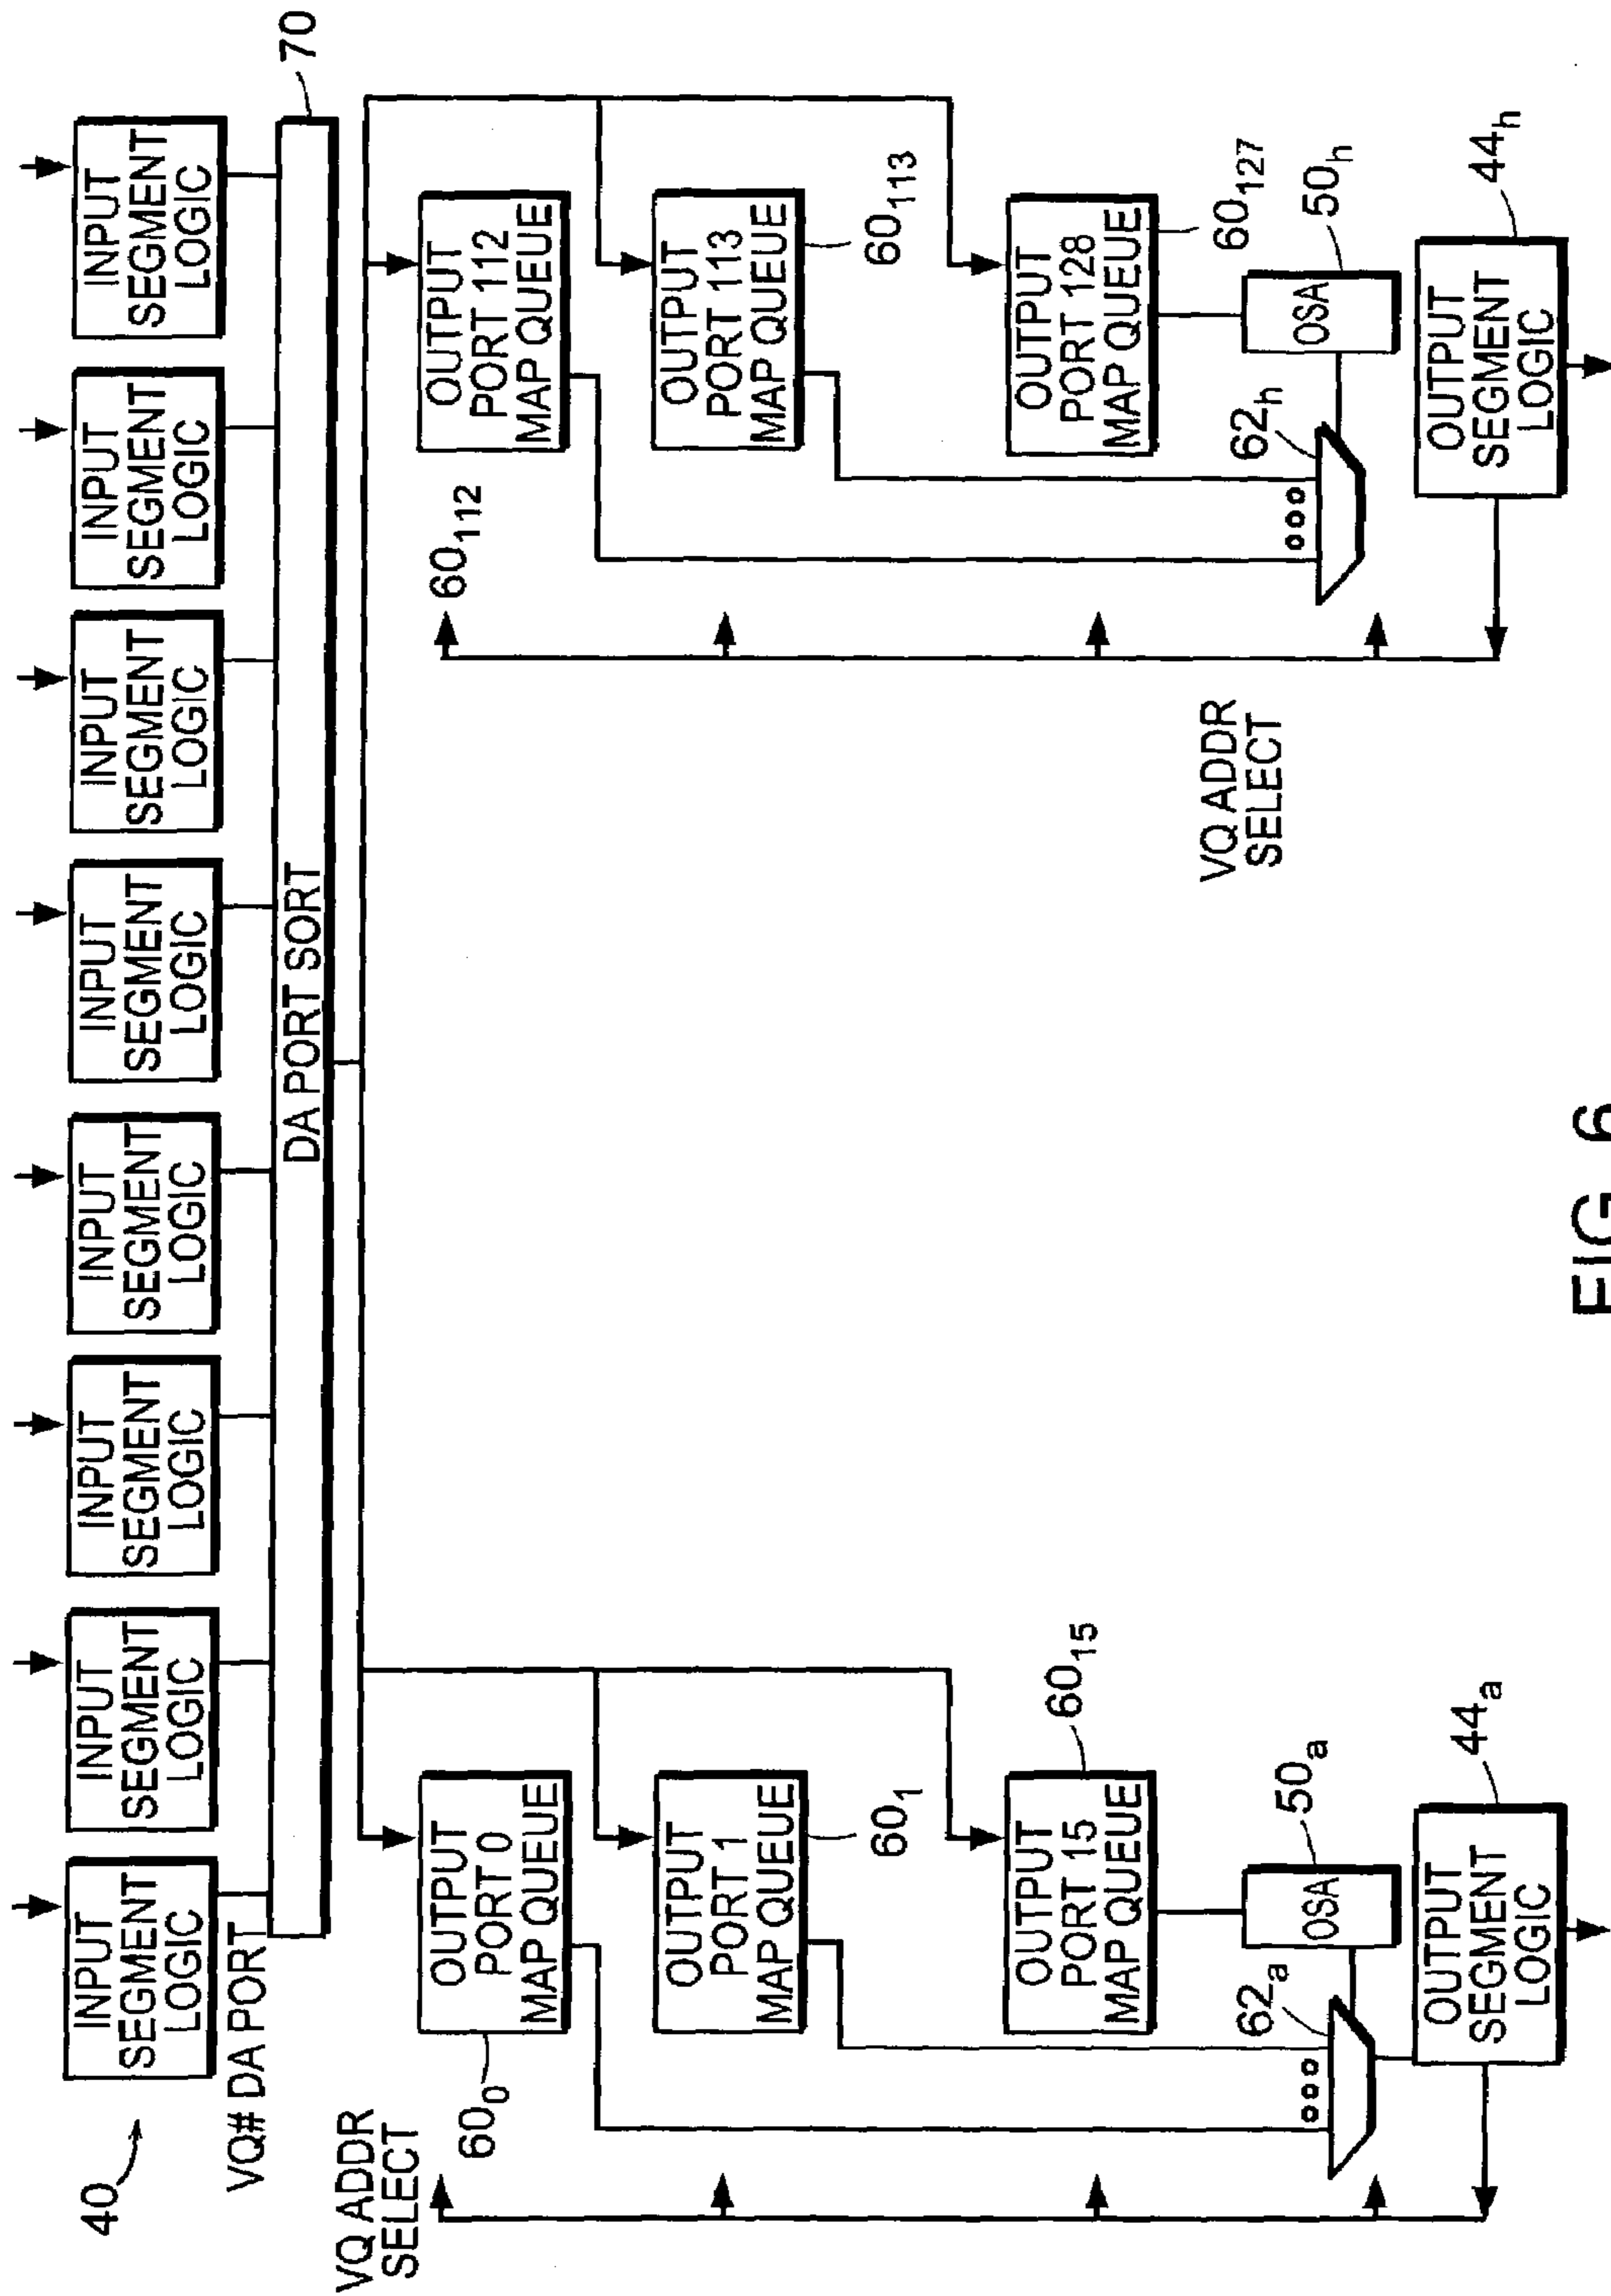 40
INPUT
SEGMENT
LOGIC
INPUT
SEGMENT
LOGIC
INPUT
SEGMENT
LOGIC
INPUT
SEGMENT
LOGIC
INPUT
SEGMENT
LOGIC
INPUT
SEGMENT
LOGIC
INPUT
SEGMENT
LOGIC
INPUT
SEGMENT
LOGIC
VQ# DA PORT
DA PORT SORT
70
VQ ADDR
SELECT
60₀
OUTPUT
PORT 0
MAP QUEUE
OUTPUT
PORT 1
MAP QUEUE
60₁
OUTPUT
PORT 15
MAP QUEUE
60₁₅
62ₐ
OSA
50ₐ
OUTPUT
SEGMENT
LOGIC
44ₐ
60₁₁₂
OUTPUT
PORT 112
MAP QUEUE
OUTPUT
PORT 113
MAP QUEUE
60₁₁₃
OUTPUT
PORT 128
MAP QUEUE
60₁₂₇
VQ ADDR
SELECT
62ₕ
OSA
50ₕ
OUTPUT
SEGMENT
LOGIC
44ₕ
FIG. 6